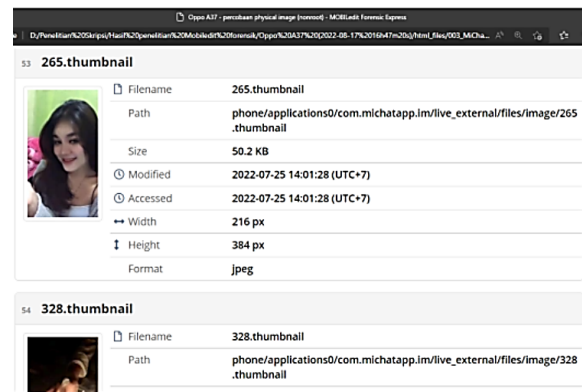 Oppo A37 - percobaan physical image (nonroot) - MOBILedit Forensic Express
D:/Penelitian%20Skripsi/Hasil%20penelitian%20Mobiledit%20forensik/Oppo%20A37%20(2022-08-17%2016h47m20s)/html_files/003_MiCha...
53 265.thumbnail
Filename 265.thumbnail
Path phone/applications0/com.michatapp.im/live_external/files/image/265
.thumbnail
Size 50.2 KB
Modified 2022-07-25 14:01:28 (UTC+7)
Accessed 2022-07-25 14:01:28 (UTC+7)
Width 216 px
Height 384 px
Format jpeg
54 328.thumbnail
Filename 328.thumbnail
Path phone/applications0/com.michatapp.im/live_external/files/image/328
.thumbnail